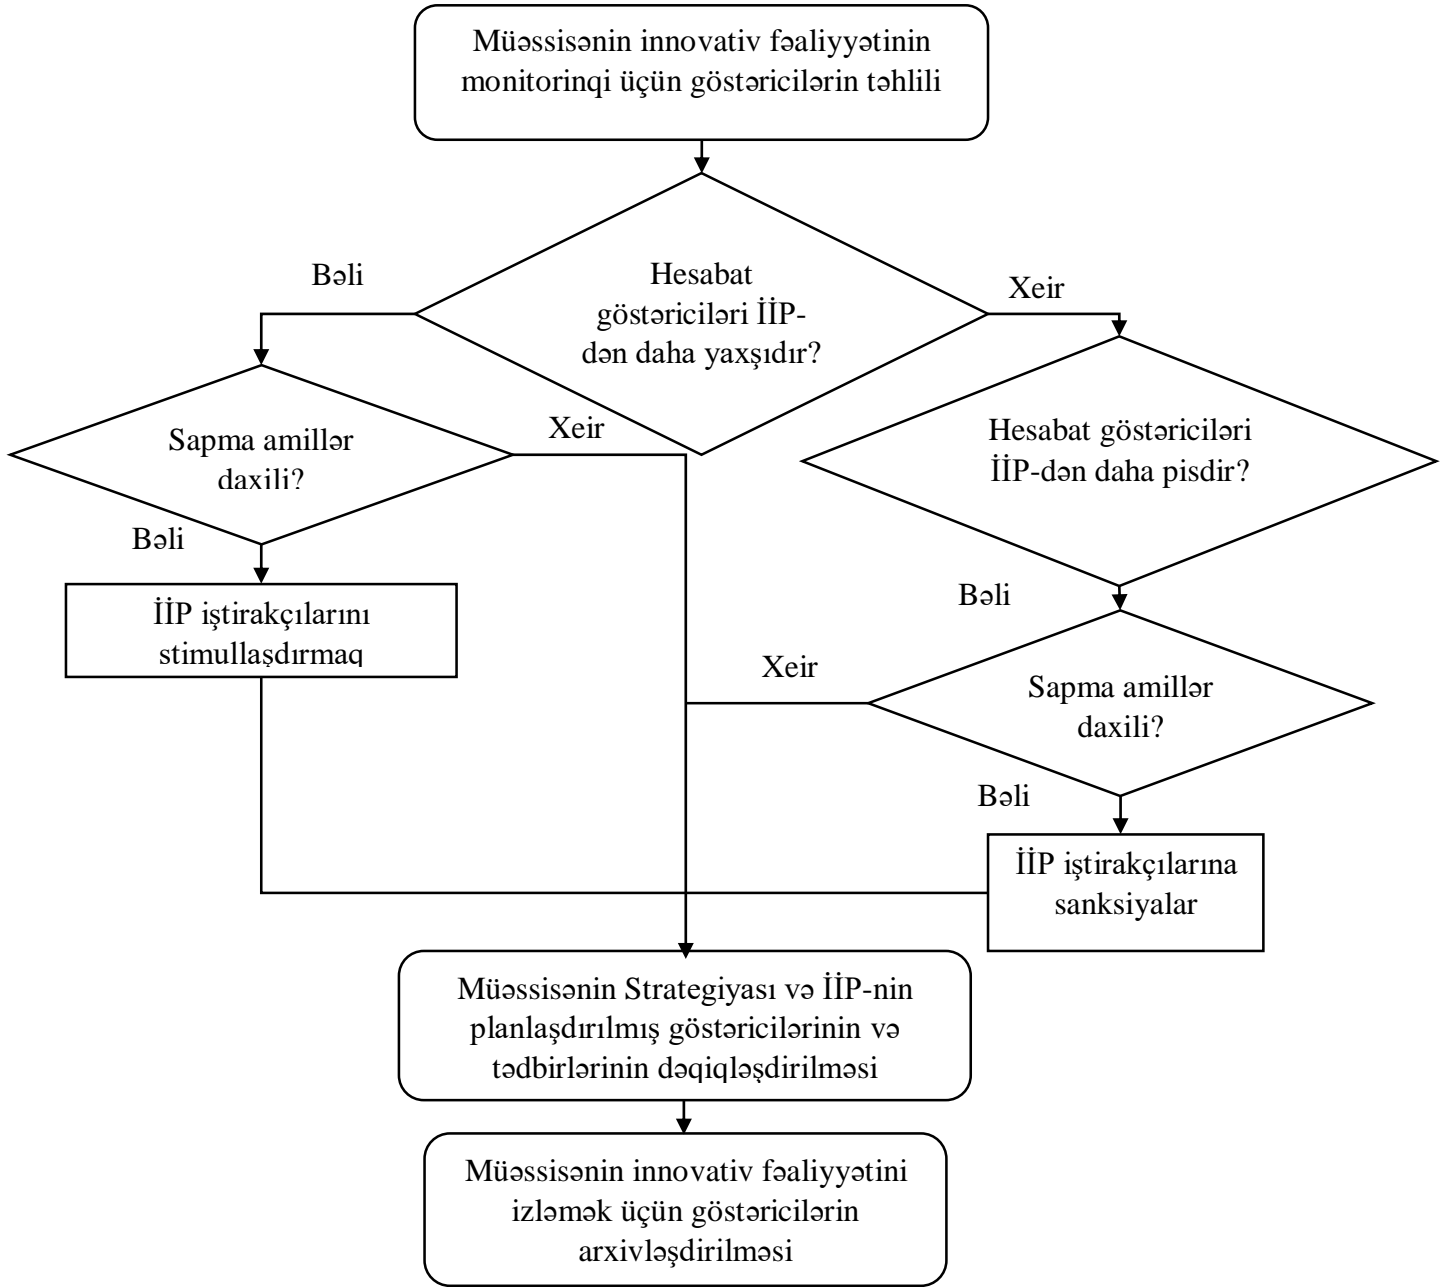 Müəssisənin innovativ fəaliyyətinin
monitorinqi üçün göstəricilərin təhlili
Bəli
Hesabat
göstəriciləri İİP-
dən daha yaxşıdır?
Xeir
Sapma amillər
daxili?
Xeir
Hesabat göstəriciləri
İİP-dən daha pisdir?
Bəli
İİP iştirakçılarını
stimullaşdırmaq
Bəli
Xeir
Sapma amillər
daxili?
Bəli
İİP iştirakçılarına
sanksiyalar
Müəssisənin Strategiyası və İİP-nin
planlaşdırılmış göstəricilərinin və
tədbirlərinin dəqiqləşdirilməsi
Müəssisənin innovativ fəaliyyətini
izləmək üçün göstəricilərin
arxivləşdirilməsi